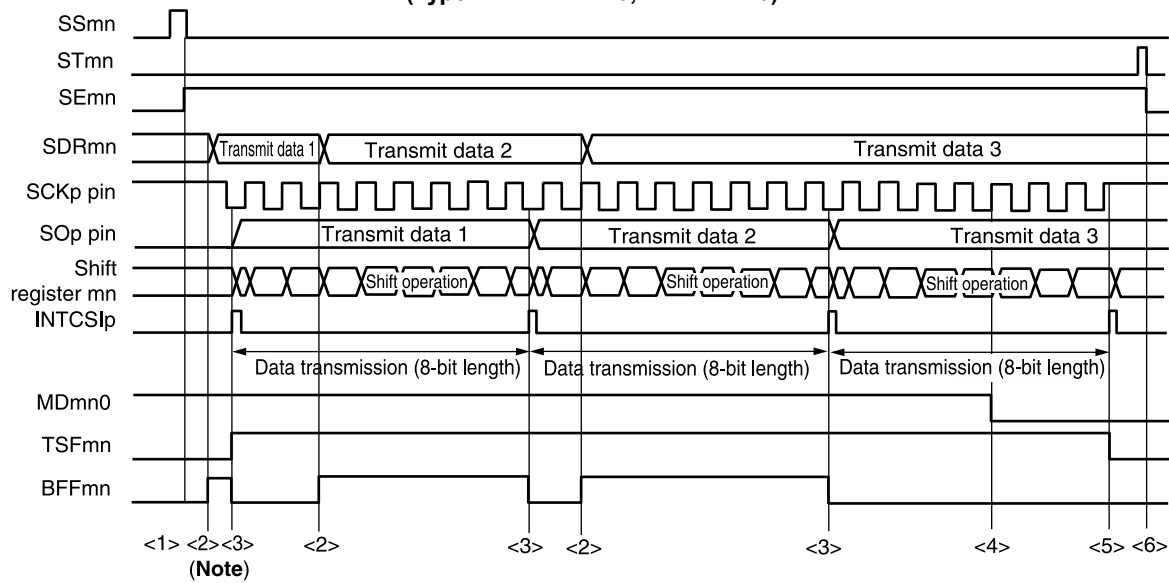 SSmn
STmn
SEmn
SDRmn
Transmit data 1
Transmit data 2
Transmit data 3
SCKp pin
SOp pin
Transmit data 1
Transmit data 2
Transmit data 3
Shift
register mn
Shift operation
Shift operation
Shift operation
INTCSIp
Data transmission (8-bit length)
Data transmission (8-bit length)
Data transmission (8-bit length)
MDmn0
TSFmn
BFFmn
<1> <2> <3> <2> <3> <2> <3> <4> <5> <6>
(Note)